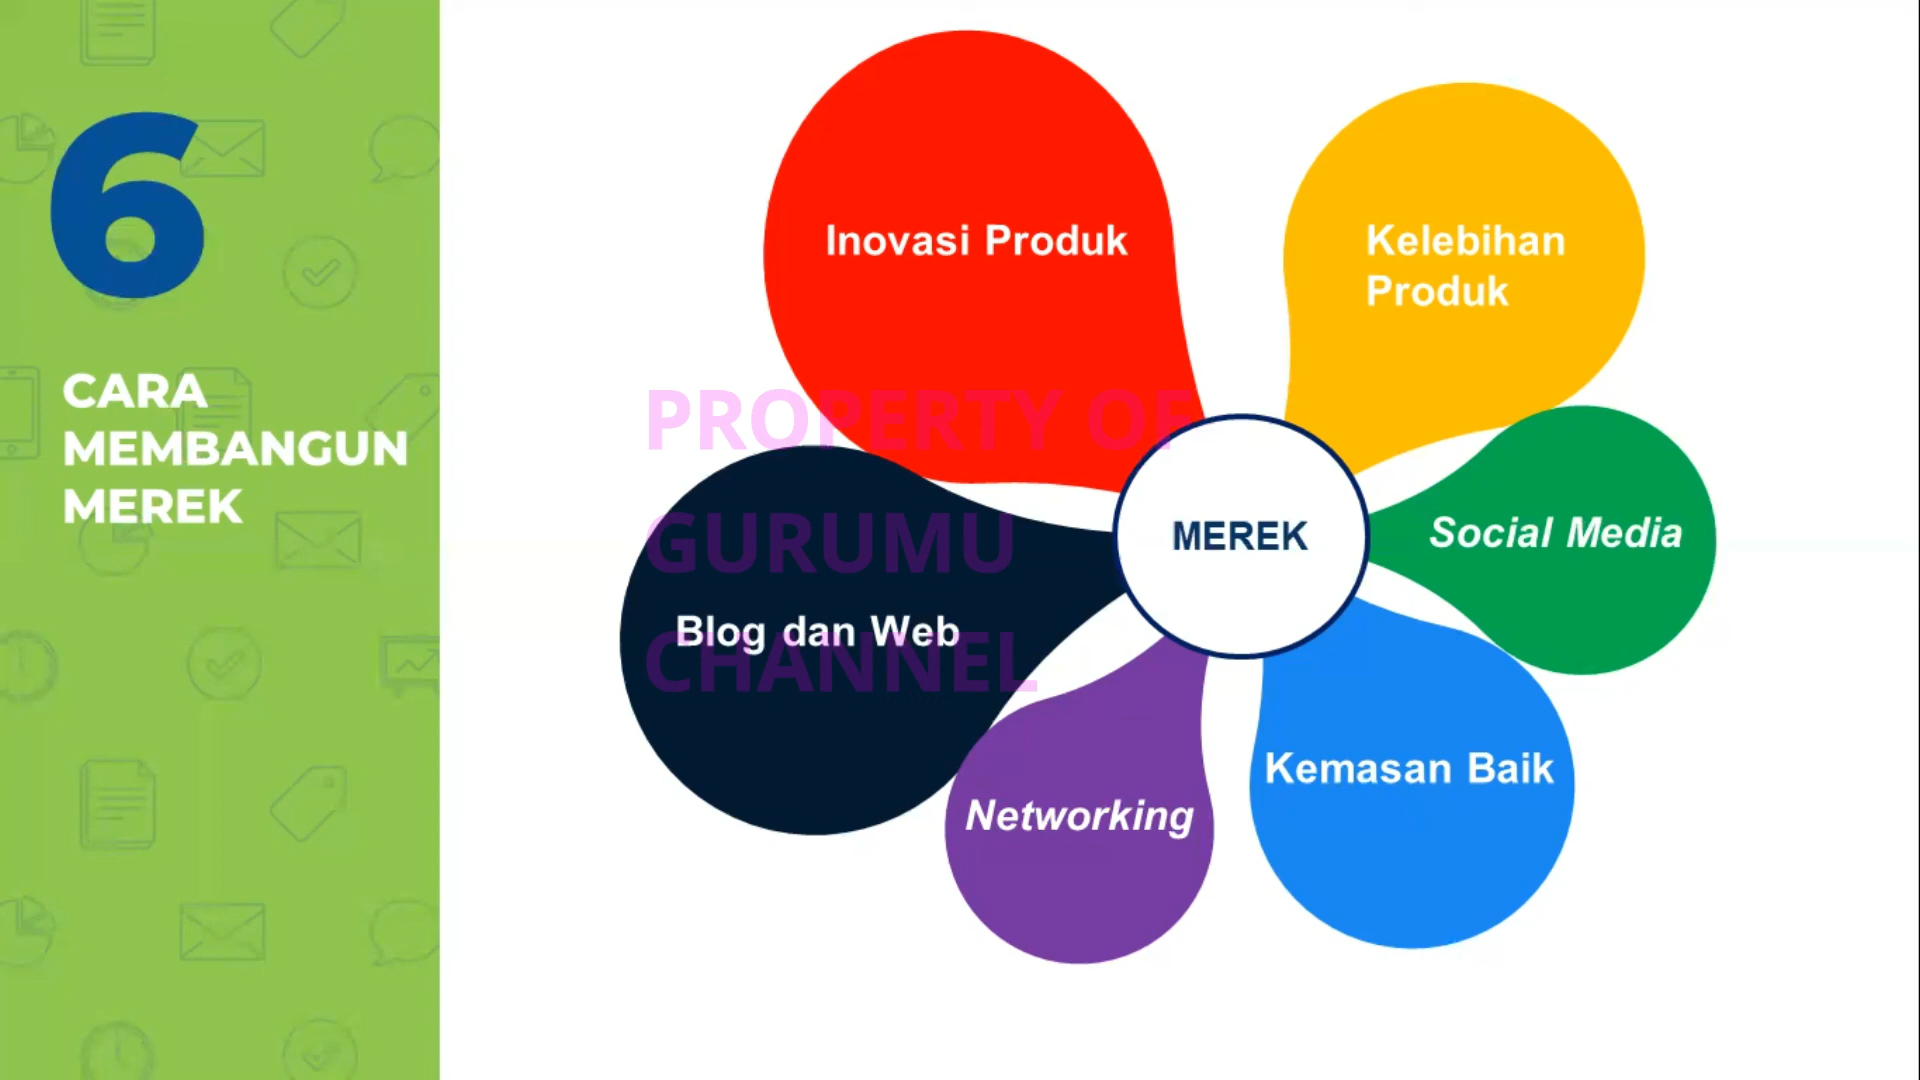 6
CARA
MEMBANGUN
MEREK
Inovasi Produk
Kelebihan
Produk
Social Media
MEREK
Blog dan Web
Kemasan Baik
Networking
PROPERTY OF
GURUMU
CHANNEL